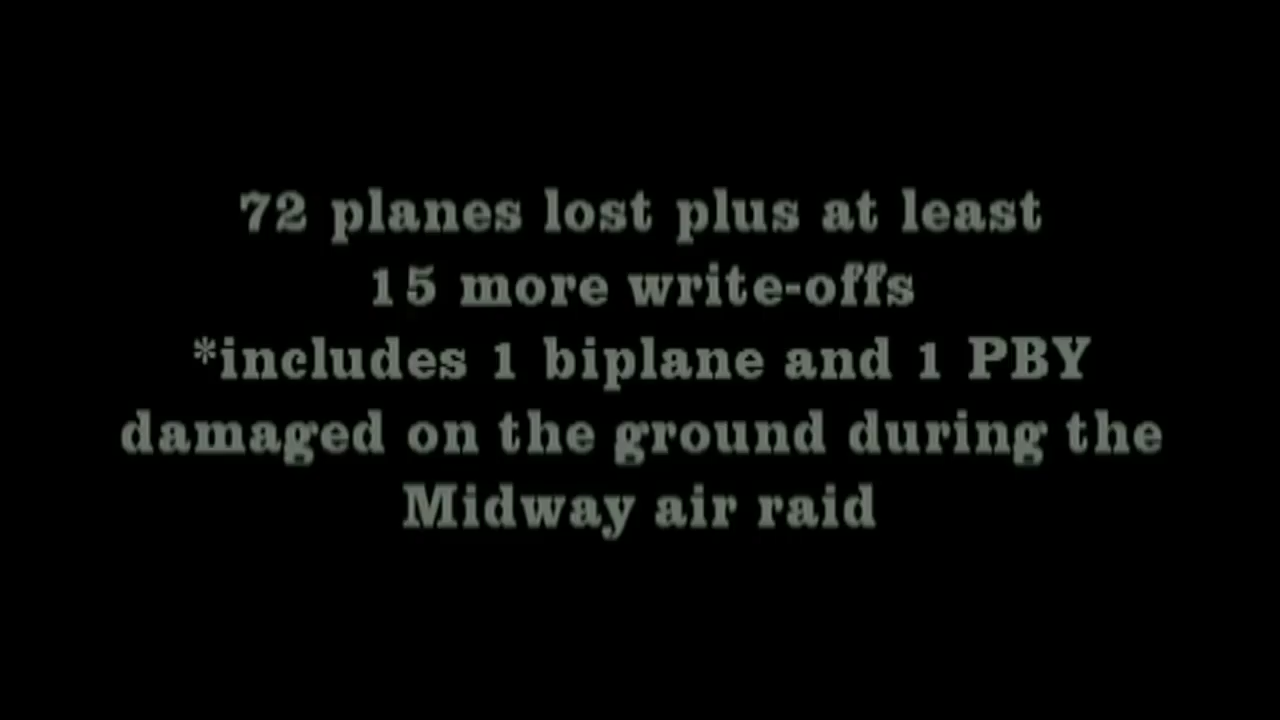 72 planes lost plus at least
15 more write-offs
*includes 1 biplane and 1 PBY
damaged on the ground during the
Midway air raid